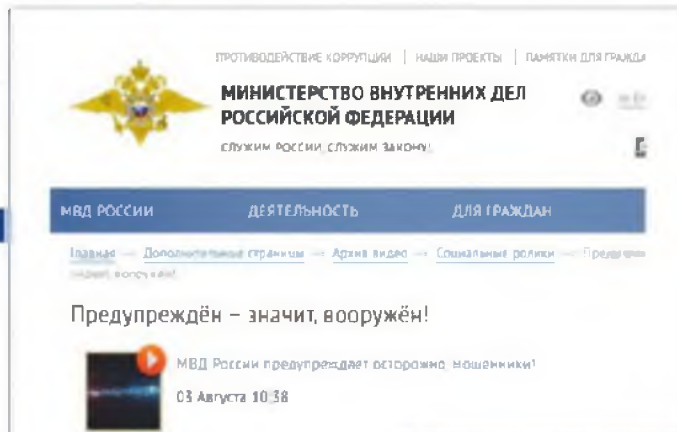 ПРОТИВОДЕЙСТВИЕ КОРРУПЦИИ | НАШИ ПРОЕКТЫ | ПАМЯТКИ ДЛЯ ГРАЖДА
МИНИСТЕРСТВО ВНУТРЕННИХ ДЕЛ
РОССИЙСКОЙ ФЕДЕРАЦИИ
СЛУЖИМ РОССИИ, СЛУЖИМ ЗАКОНУ!
МВД РОССИИ ДЕЯТЕЛЬНОСТЬ ДЛЯ ГРАЖДАН
Главная — Дополнительные страницы — Архив видео — Социальные ролики —
Предупреждён – значит, вооружён!
МВД России предупреждает: осторожно, мошенники!
03 Августа 10:38